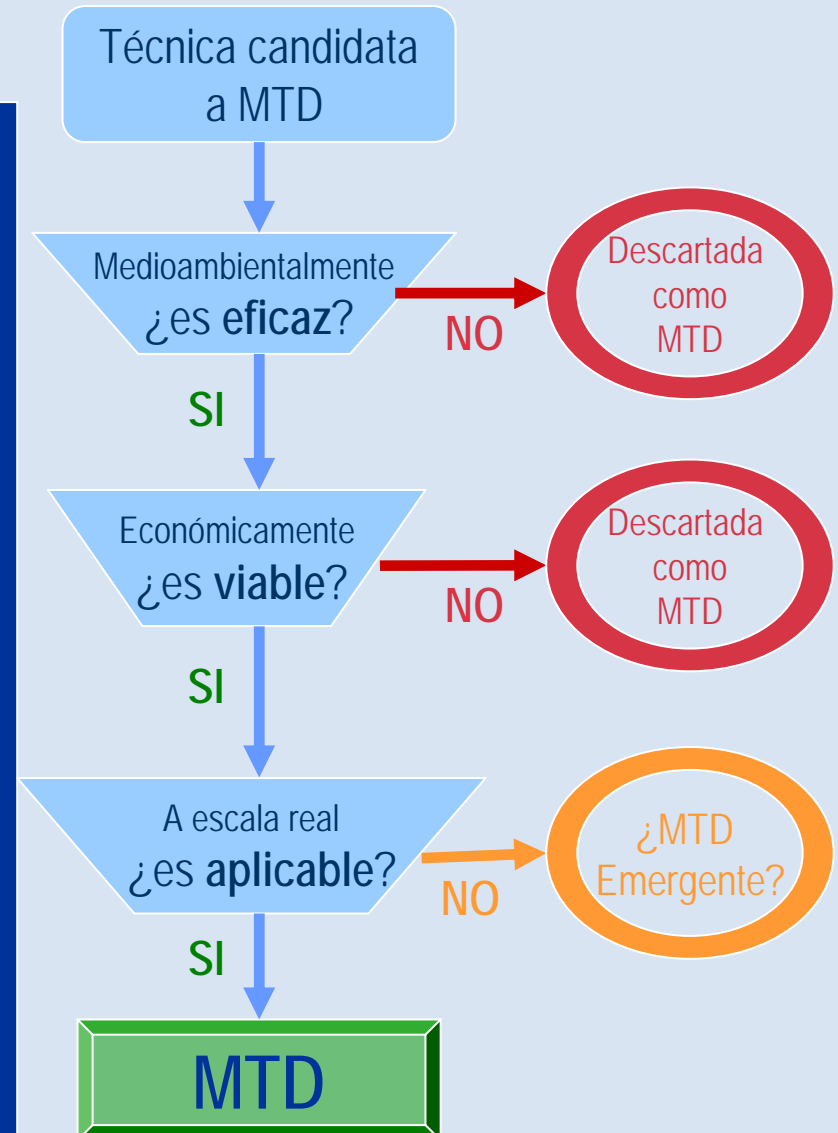 Técnica candidata
a MTD
Medioambientalmente
¿es eficaz?
NO
Descartada
como
MTD
SI
Económicamente
¿es viable?
NO
Descartada
como
MTD
SI
A escala real
¿es aplicable?
NO
¿MTD
Emergente?
SI
MTD